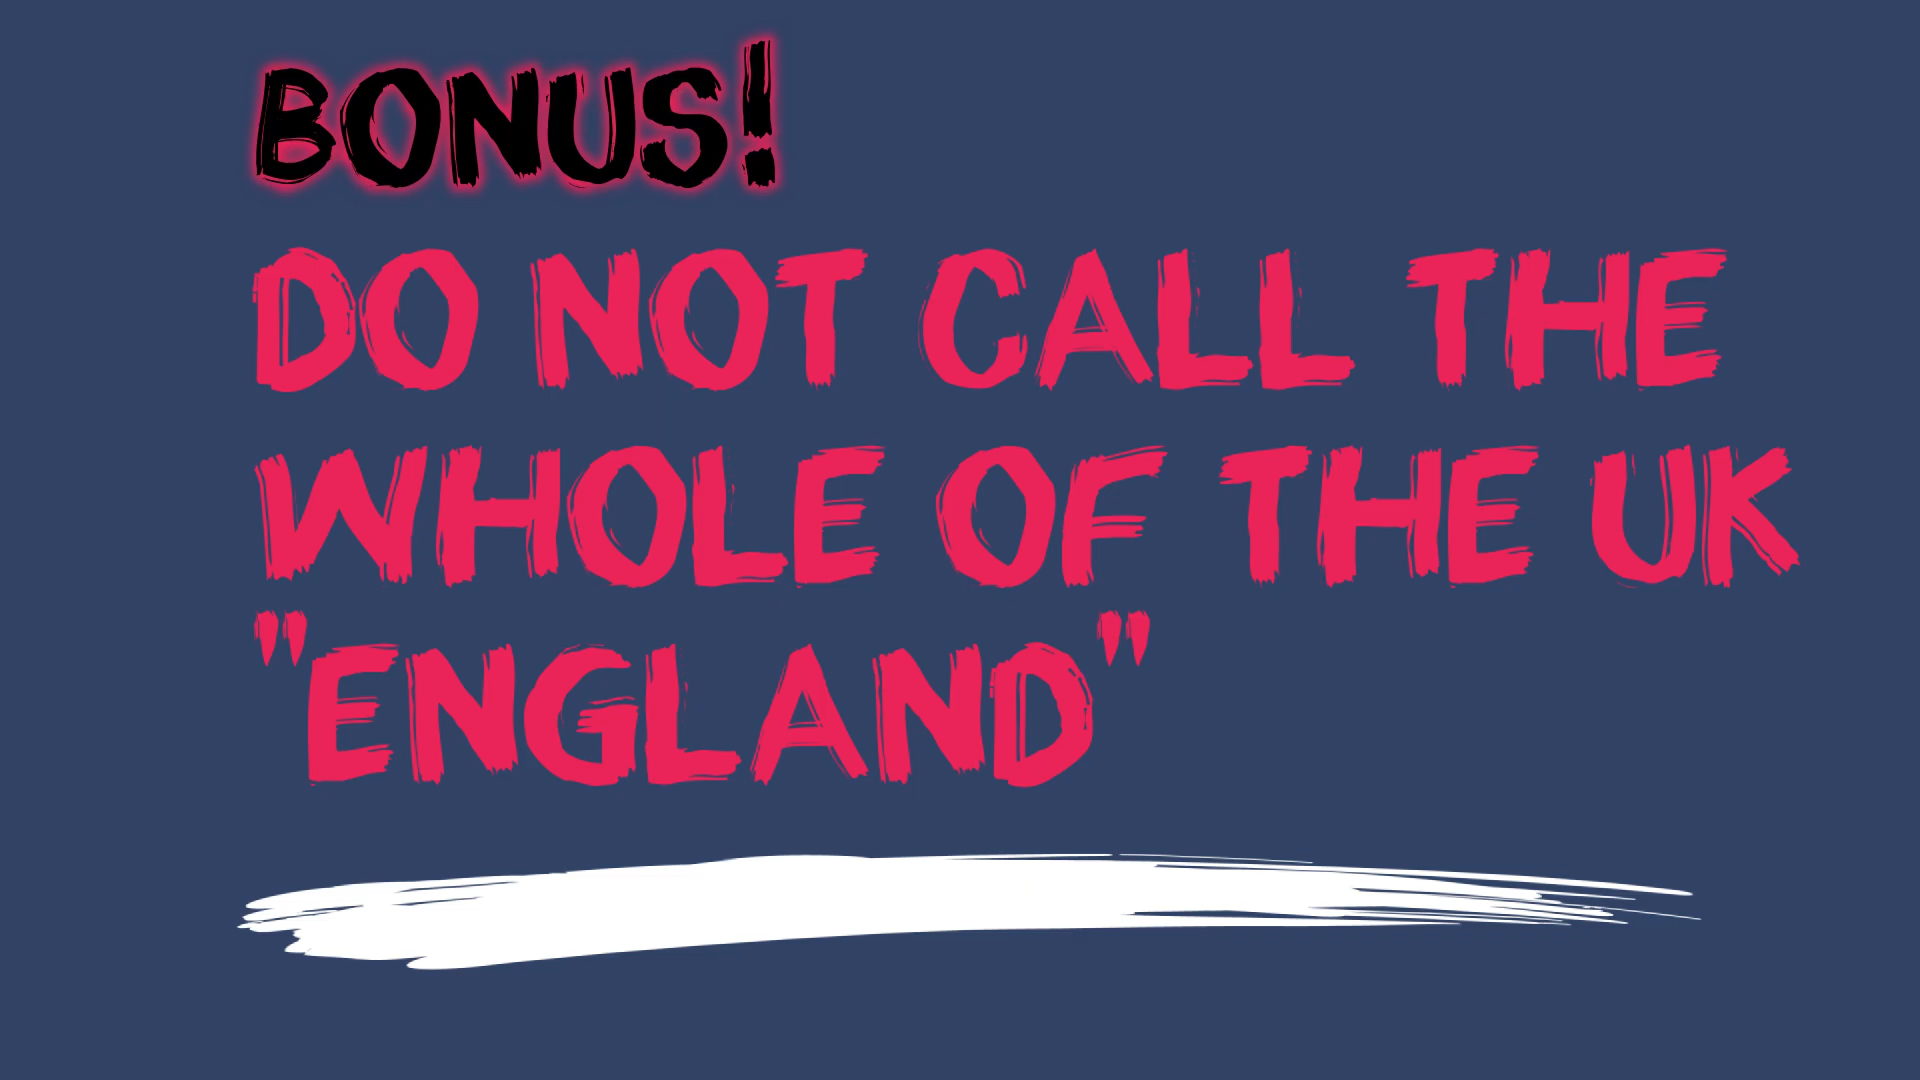 BONUS!
DO NOT CALL THE
WHOLE OF THE UK
"ENGLAND"